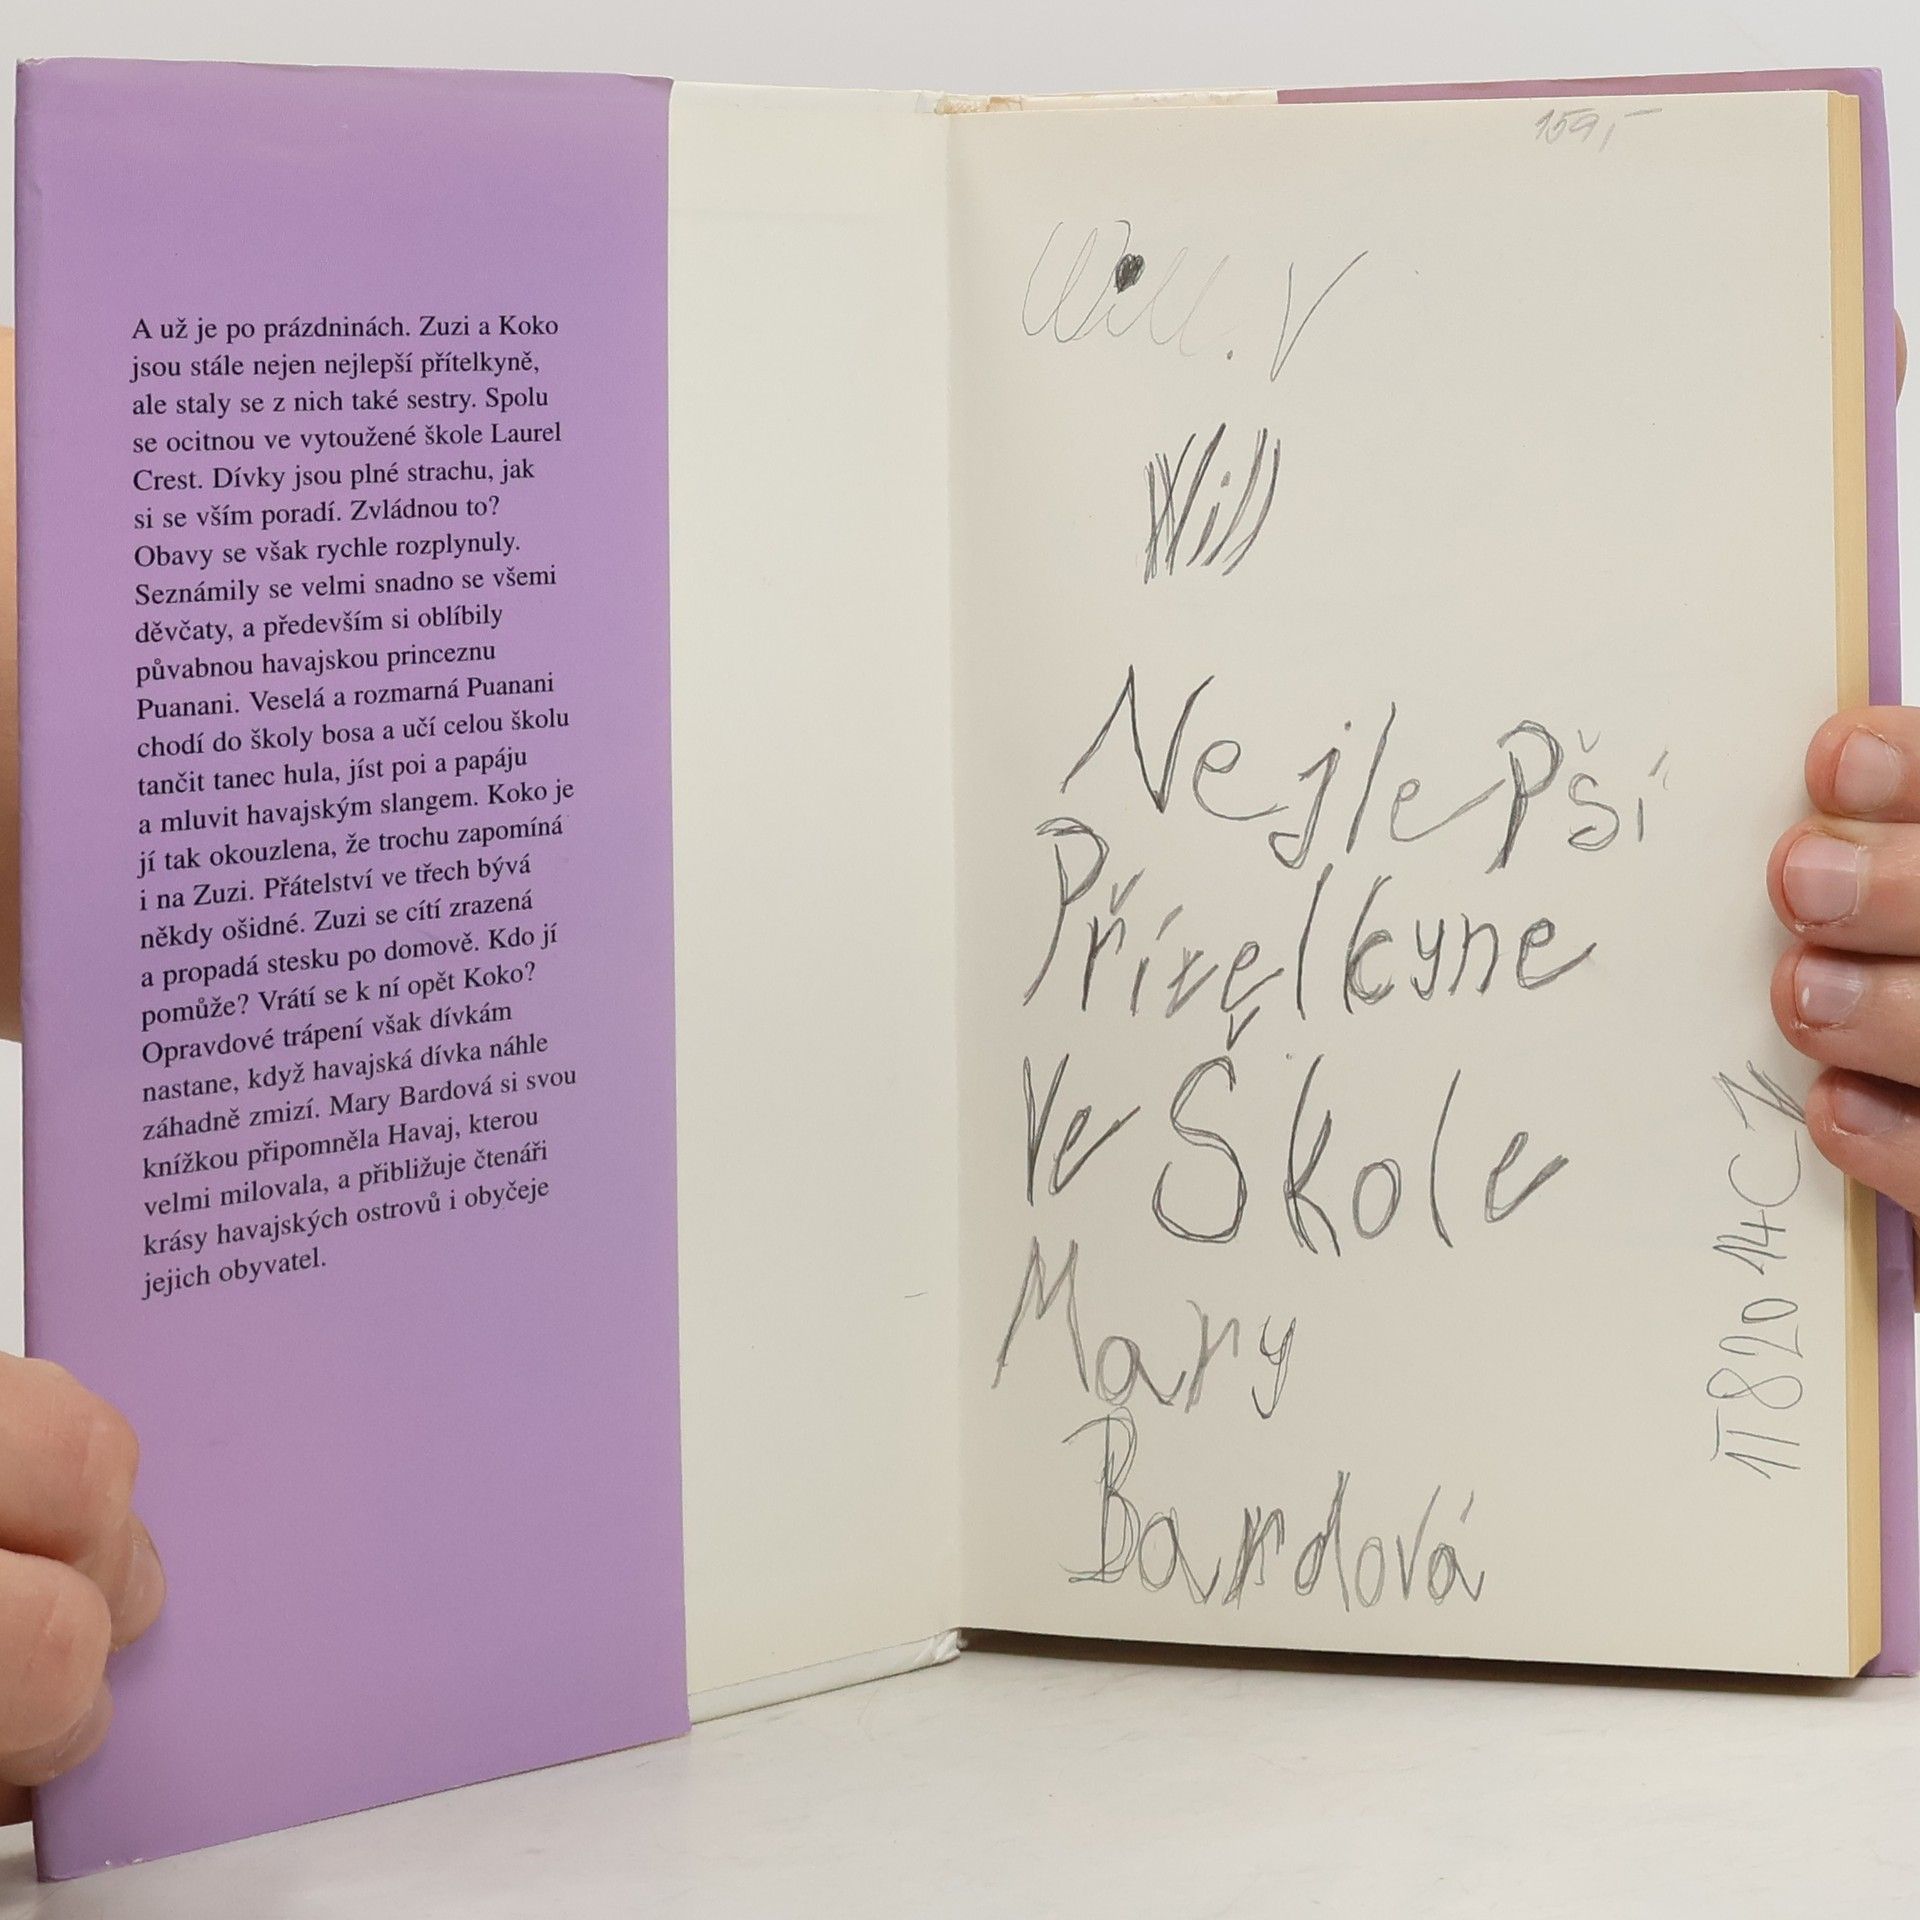 A už je po prázdninách. Zuzi a Koko
jsou stále nejen nejlepší přítelkyně,
ale staly se z nich také sestry. Spolu
se ocitnou ve vytoužené škole Laurel
Crest. Dívky jsou plné strachu, jak
si se vším poradí. Zvládnou to?
Obavy se však rychle rozplynuly.
Seznámily se velmi snadno se všemi
děvčaty, a především si oblíbily
půvabnou havajskou princeznu
Puanani. Veselá a rozmarná Puanani
chodí do školy bosa a učí celou školu
tančit tanec hula, jíst poi a papáju
a mluvit havajským slangem. Koko je
jí tak okouzlena, že trochu zapomíná
i na Zuzi. Přátelství ve třech bývá
někdy ošidné. Zuzi se cítí zrazená
a propadá stesku po domově. Kdo jí
pomůže? Vrátí se k ní opět Koko?
Opravdové trápení však dívkám
nastane, když havajská dívka náhle
záhadně zmizí. Mary Bardová si svou
knížkou připomněla Havaj, kterou
velmi milovala, a přibližuje čtenáři
krásy havajských ostrovů i obyčeje
jejich obyvatel.
159,-
Will. V
Will
Nejlepší
Přítelkyne
ve Škole
Mary
Bardová